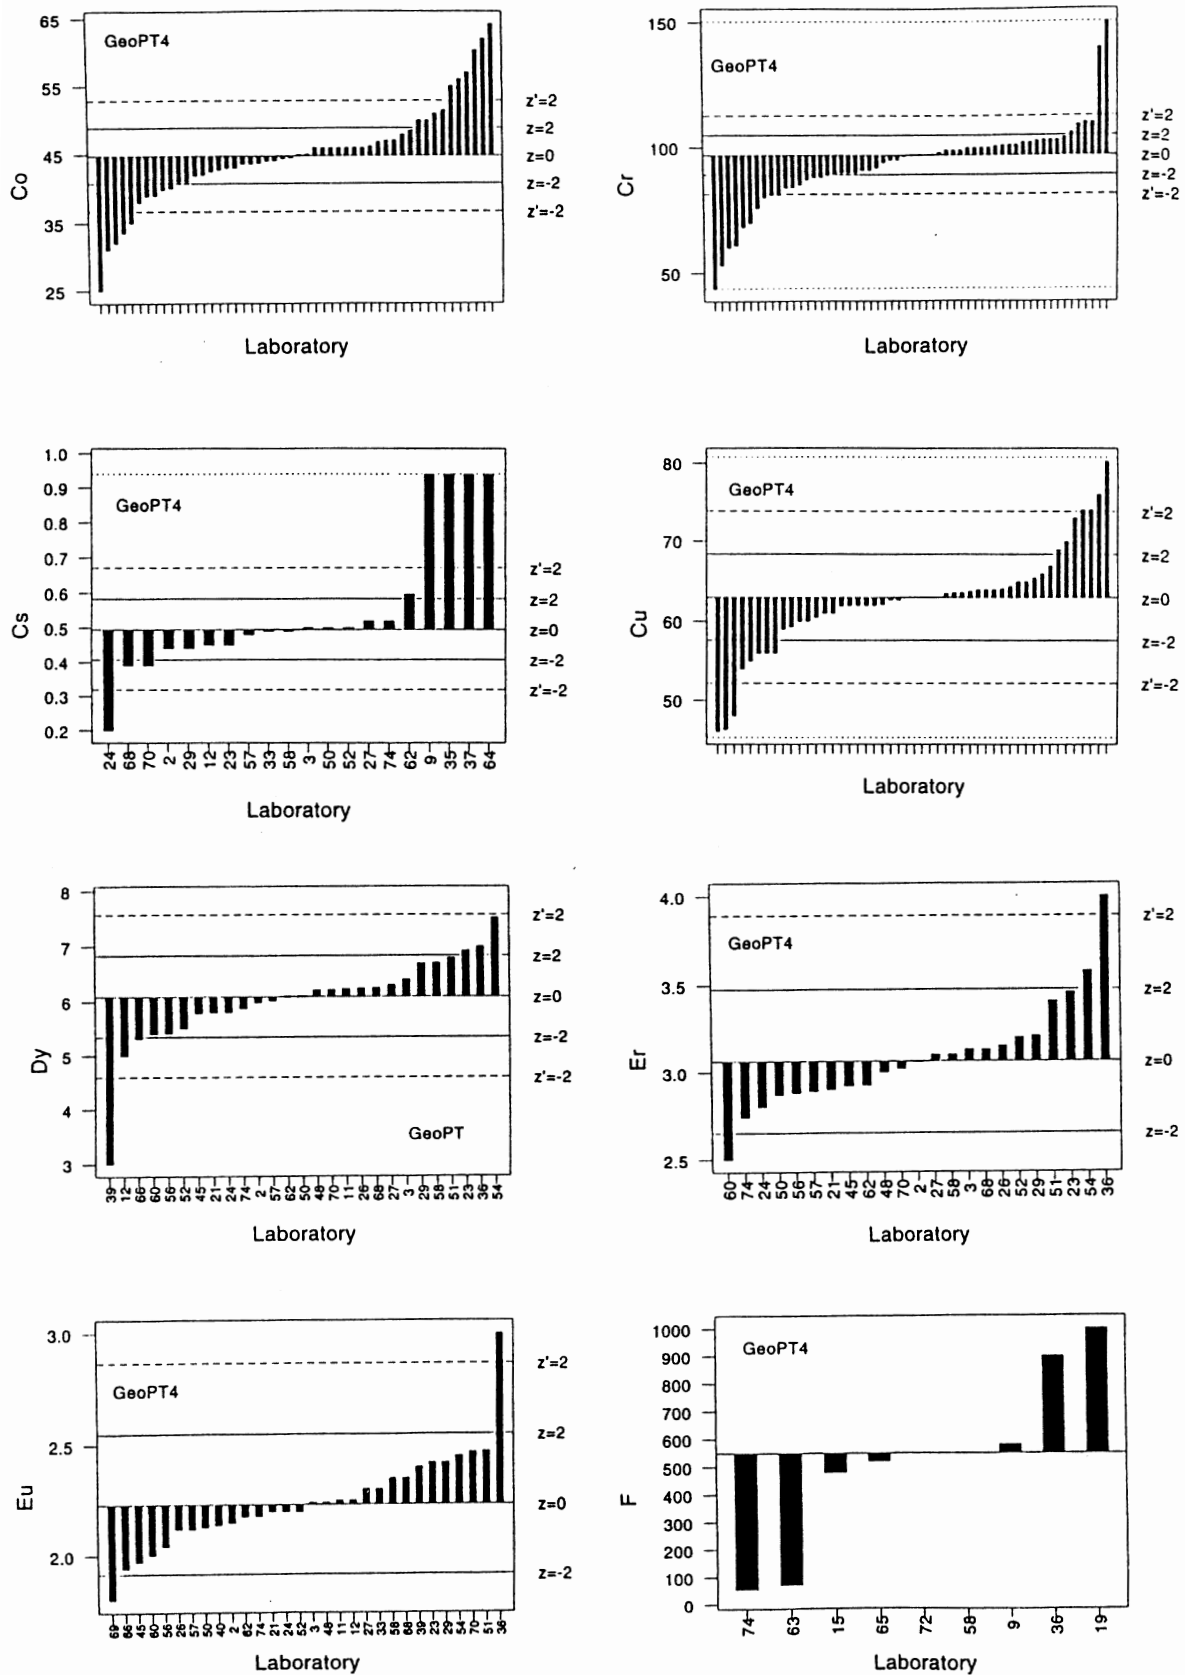 65
55
45
35
25
Co
GeoPT4
z'=2
z=2
z=0
z=-2
z'=-2
Laboratory
150
100
50
Cr
GeoPT4
z'=2
z=2
z=0
z=-2
z'=-2
Laboratory
1.0
0.9
0.8
0.7
0.6
0.5
0.4
0.3
0.2
Cs
GeoPT4
z'=2
z=2
z=0
z=-2
z'=-2
24 68 70 2 29 12 23 57 33 58 3 50 52 27 74 62 9 35 37 64
Laboratory
80
70
60
50
Cu
GeoPT4
z'=2
z=2
z=0
z=-2
z'=-2
Laboratory
8
7
6
5
4
3
Dy
GeoPT
z'=2
z=2
z=0
z=-2
z'=-2
39 12 66 60 56 52 45 21 24 74 2 57 62 50 48 70 11 26 68 27 3 29 58 51 23 36 54
Laboratory
4.0
3.5
3.0
2.5
Er
GeoPT4
z'=2
z=2
z=0
z=-2
60 74 24 50 56 57 21 45 62 48 70 2 27 58 3 68 26 52 29 51 23 54 36
Laboratory
3.0
2.5
2.0
Eu
GeoPT4
z'=2
z=2
z=0
z=-2
69 66 45 60 56 26 57 50 40 2 62 74 21 24 52 3 48 11 12 27 33 58 68 39 23 29 54 70 51 36
Laboratory
1000
900
800
700
600
500
400
300
200
100
0
F
GeoPT4
74 63 15 65 72 58 9 36 19
Laboratory